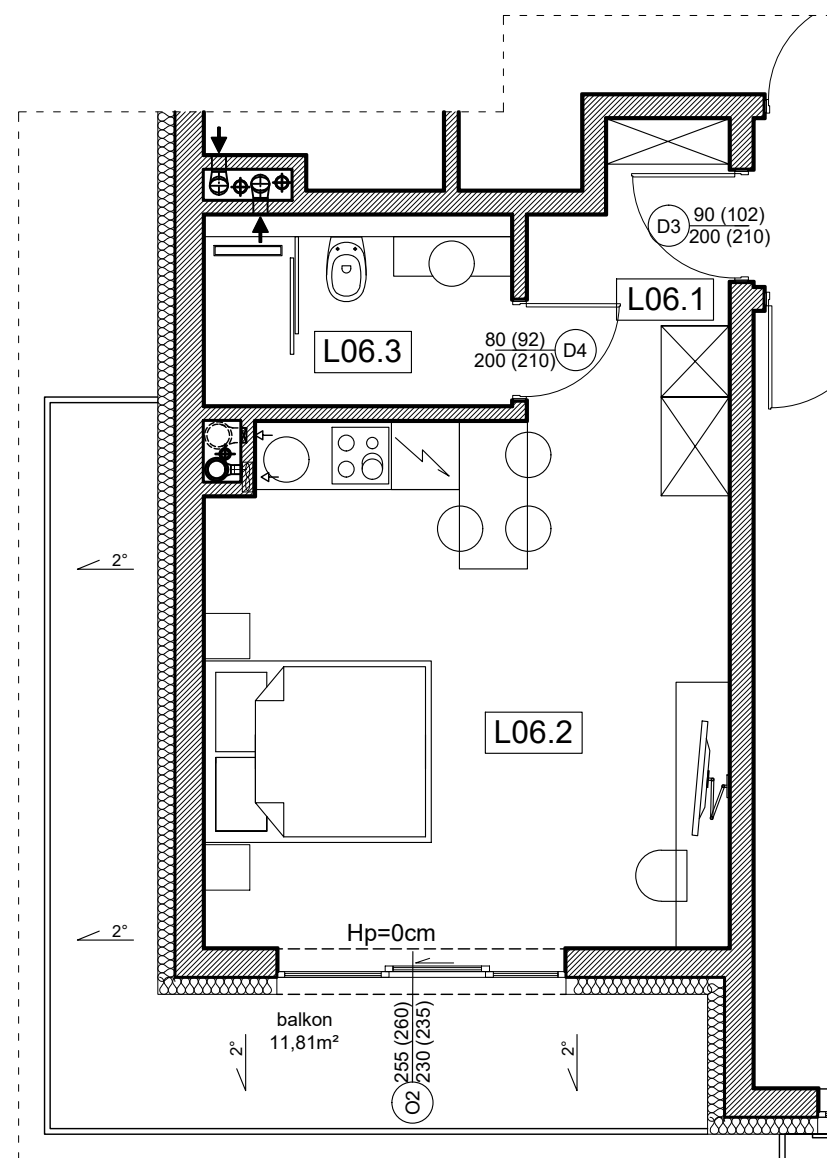 D3
90 (102)
200 (210)
L06.1
L06.3
80 (92)
200 (210)
D4
2°
L06.2
2°
Hp=0cm
balkon
11,81m²
2°
255 (260)
230 (235)
2°
O2